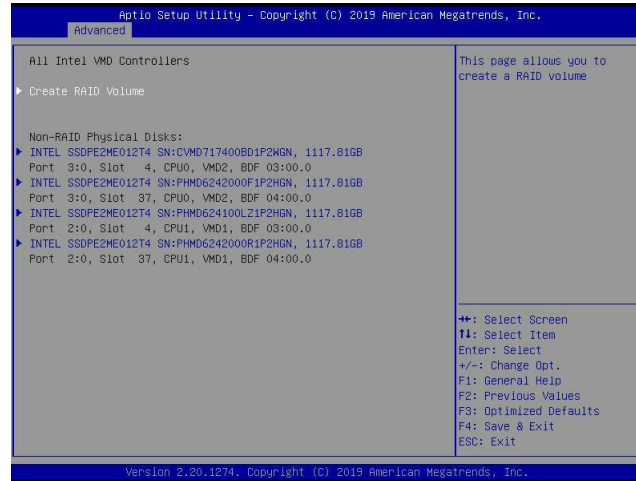 Aptio Setup Utility – Copyright (C) 2019 American Megatrends, Inc.
Advanced
All Intel VMD Controllers
Create RAID Volume
Non-RAID Physical Disks:
INTEL SSDPE2ME012T4 SN:CVMD717400BD1P2WGN, 1117.81GB
Port 3:0, Slot 4, CPU0, VMD2, BDF 03:00.0
INTEL SSDPE2ME012T4 SN:PHMD6242000F1P2HGN, 1117.81GB
Port 3:0, Slot 37, CPU0, VMD2, BDF 04:00.0
INTEL SSDPE2ME012T4 SN:PHMD624100LZ1P2HGN, 1117.81GB
Port 2:0, Slot 4, CPU1, VMD1, BDF 03:00.0
INTEL SSDPE2ME012T4 SN:PHMD6242000R1P2HGN, 1117.81GB
Port 2:0, Slot 37, CPU1, VMD1, BDF 04:00.0
This page allows you to
create a RAID volume
→←: Select Screen
↑↓: Select Item
Enter: Select
+/-: Change Opt.
F1: General Help
F2: Previous Values
F3: Optimized Defaults
F4: Save & Exit
ESC: Exit
Version 2.20.1274. Copyright (C) 2019 American Megatrends, Inc.